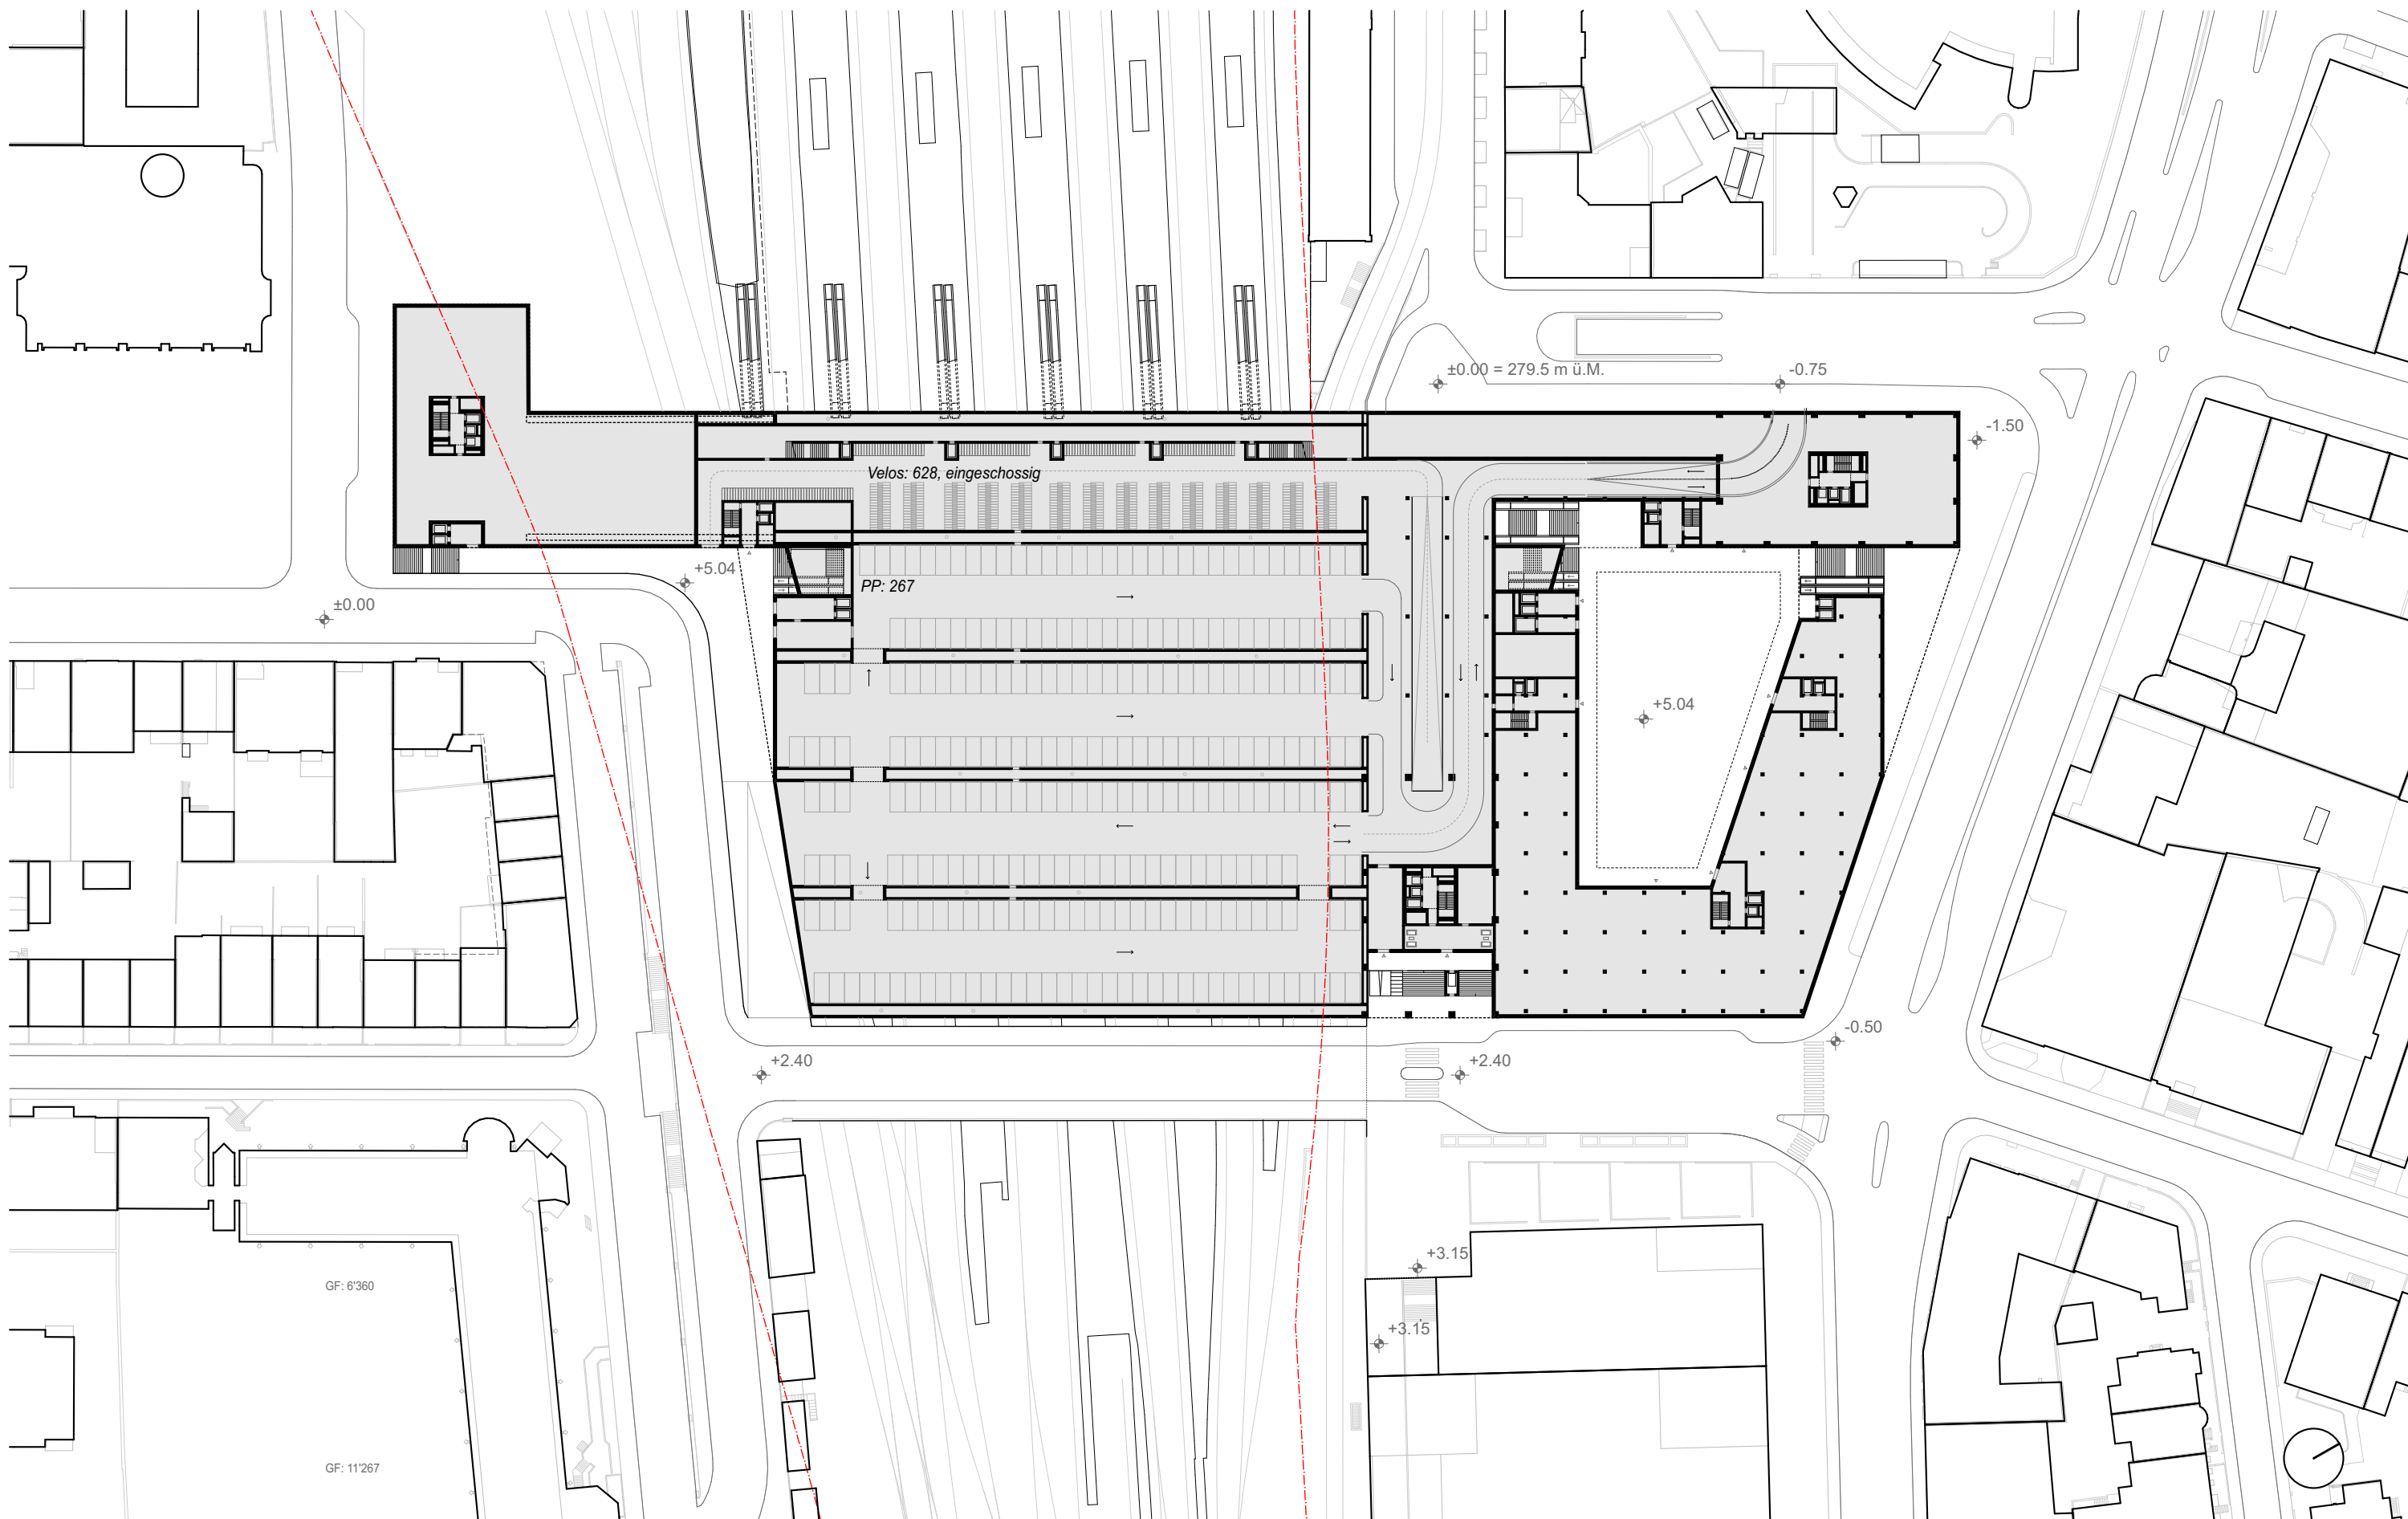 ±0.00 = 279.5 m ü.M.
-0.75
-1.50
Velos: 628, eingeschossig
+5.04
PP: 267
±0.00
+5.04
-0.50
+2.40
+2.40
+3.15
GF: 6'360
+3.15
GF: 11'267